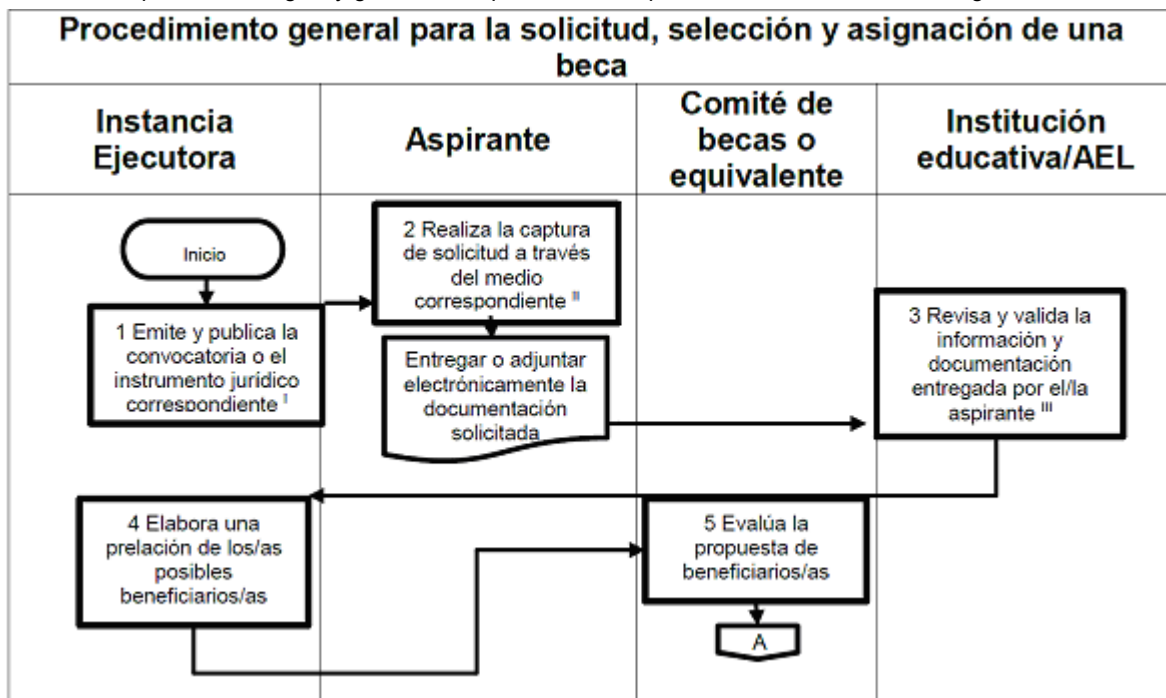 Procedimiento general para la solicitud, selección y asignación de una
beca
Instancia
Ejecutora
Aspirante
Comité de
becas o
equivalente
Institución
educativa/AEL
Inicio
1 Emite y publica la
convocatoria o el
instrumento jurídico
correspondiente I
2 Realiza la captura
de solicitud a través
del medio
correspondiente II
Entregar o adjuntar
electrónicamente la
documentación
solicitada
3 Revisa y valida la
información y
documentación
entregada por el/la
aspirante III
4 Elabora una
prelación de los/as
posibles
beneficiarios/as
5 Evalúa la
propuesta de
beneficiarios/as
A